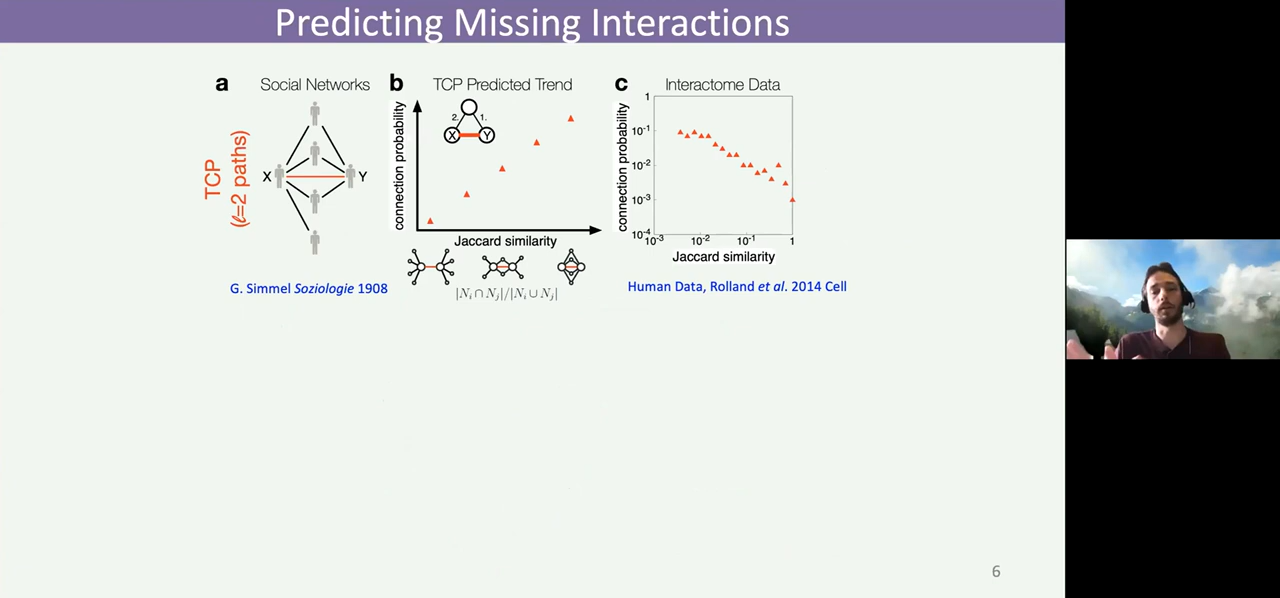 Predicting Missing Interactions
a Social Networks
TCP
(ℓ=2 paths)
X
Y
G. Simmel Soziologie 1908
b TCP Predicted Trend
connection probability
2.
1.
X
Y
Jaccard similarity
|N_i ∩ N_j|/|N_i ∪ N_j|
c Interactome Data
connection probability
1
10^-1
10^-2
10^-3
10^-4
10^-3
10^-2
10^-1
1
Jaccard similarity
Human Data, Rolland et al. 2014 Cell
6